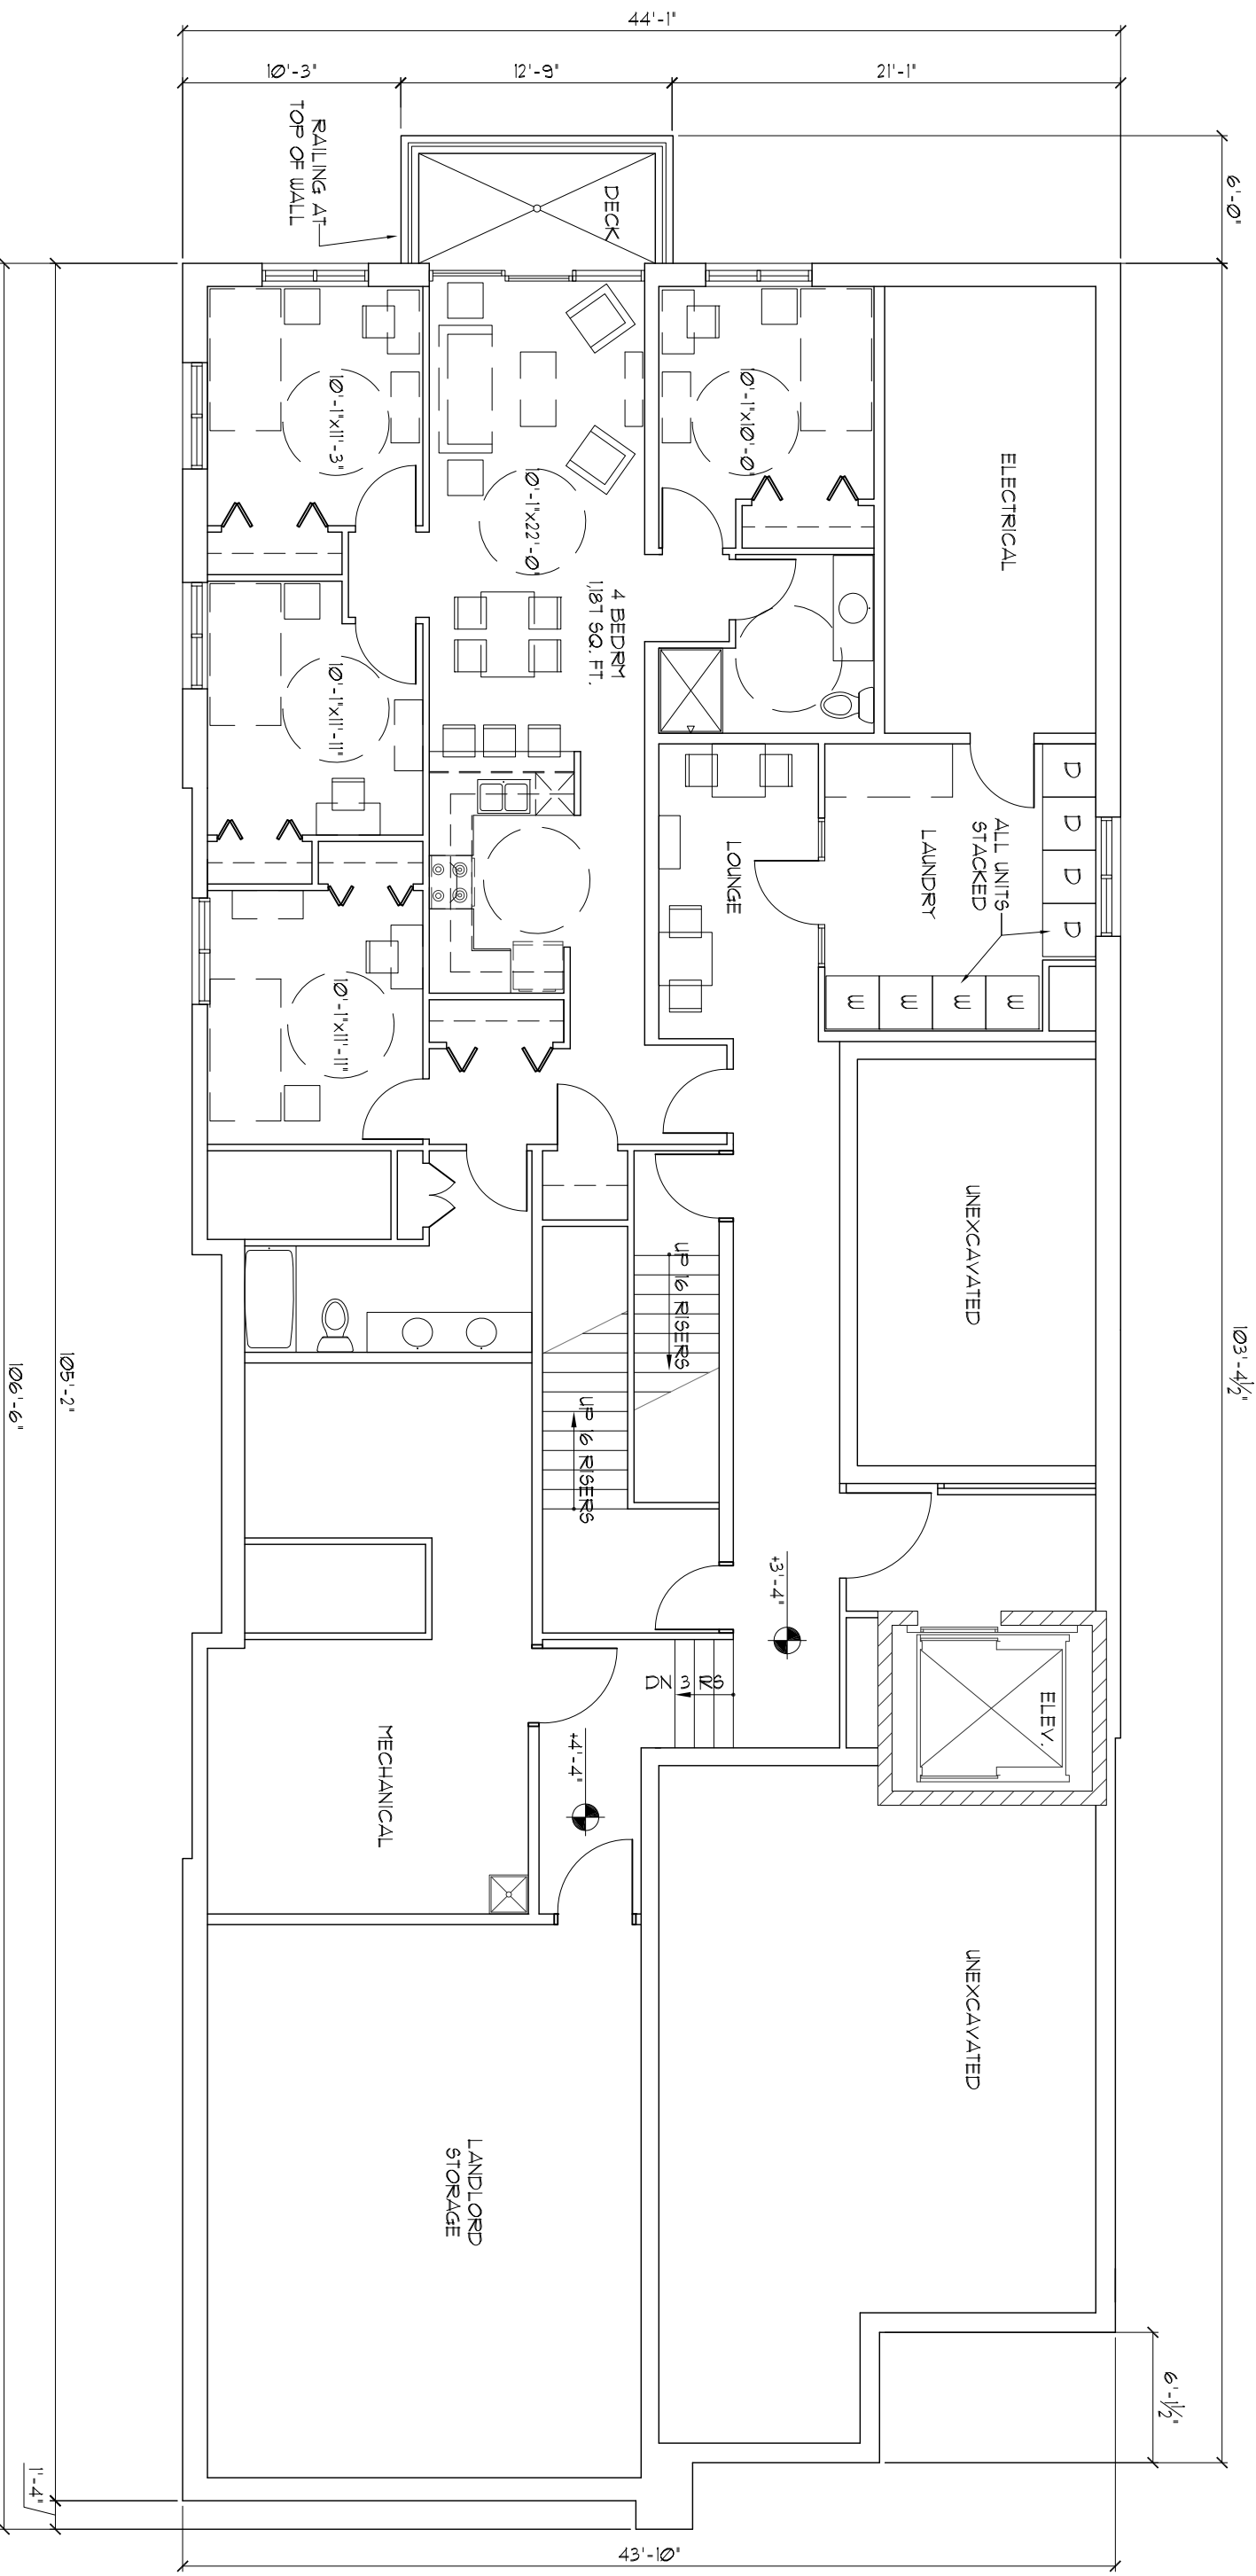 44'-1"
10'-3"
12'-9"
21'-1"
6'-0"
RAILING AT
TOP OF WALL
DECK
10'-1"x11'-3"
10'-1"x22'-0"
10'-1"x10'-0"
ELECTRICAL
4 BEDRM
1,187 SQ. FT.
10'-1"x11'-11"
LOUNGE
LAUNDRY
ALL UNITS
STACKED
D
D
D
D
W
W
W
W
10'-1"x11'-11"
UNEXCAVATED
UP 16 RISERS
UP 16 RISERS
103'-4½"
105'-2"
106'-6"
+3'-4"
DN 3 RS
ELEV.
+4'-4"
MECHANICAL
UNEXCAVATED
LANDLORD
STORAGE
6'-1½"
1'-4"
43'-10"